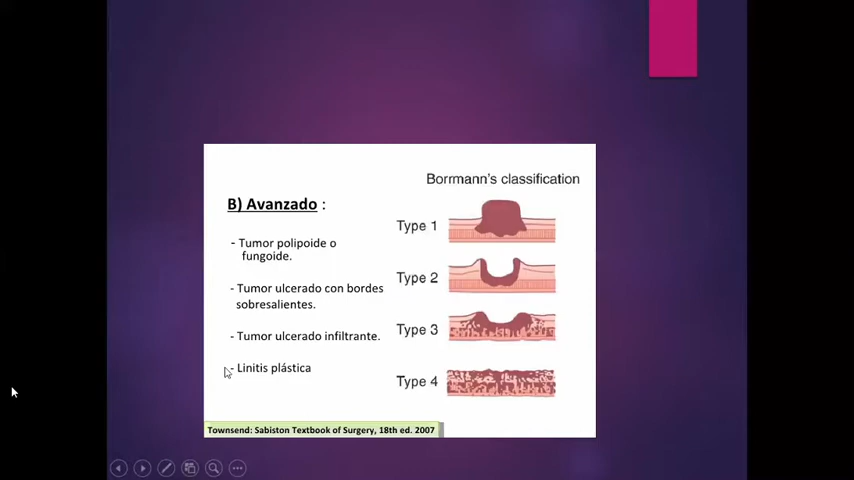 Borrmann's classification
B) Avanzado :
Type 1
- Tumor polipoide o
fungoide.
Type 2
- Tumor ulcerado con bordes
sobresalientes.
Type 3
- Tumor ulcerado infiltrante.
- Linitis plástica
Type 4
Townsend: Sabiston Textbook of Surgery, 18th ed. 2007